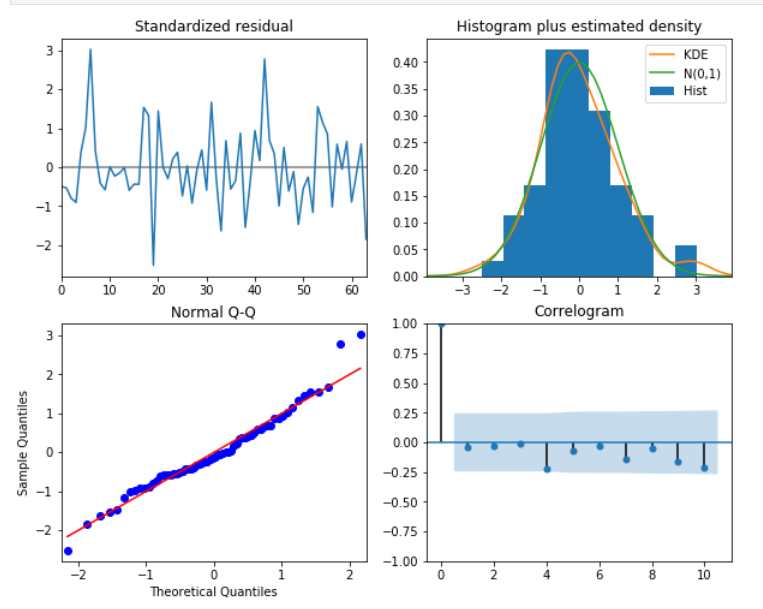 Standardized residual
3
2
1
0
−1
−2
0 10 20 30 40 50 60
Histogram plus estimated density
KDE
N(0,1)
Hist
0.40
0.35
0.30
0.25
0.20
0.15
0.10
0.05
0.00
−3 −2 −1 0 1 2 3
Normal Q-Q
Sample Quantiles
3
2
1
0
−1
−2
−2 −1 0 1 2
Theoretical Quantiles
Correlogram
1.00
0.75
0.50
0.25
0.00
−0.25
−0.50
−0.75
−1.00
0 2 4 6 8 10